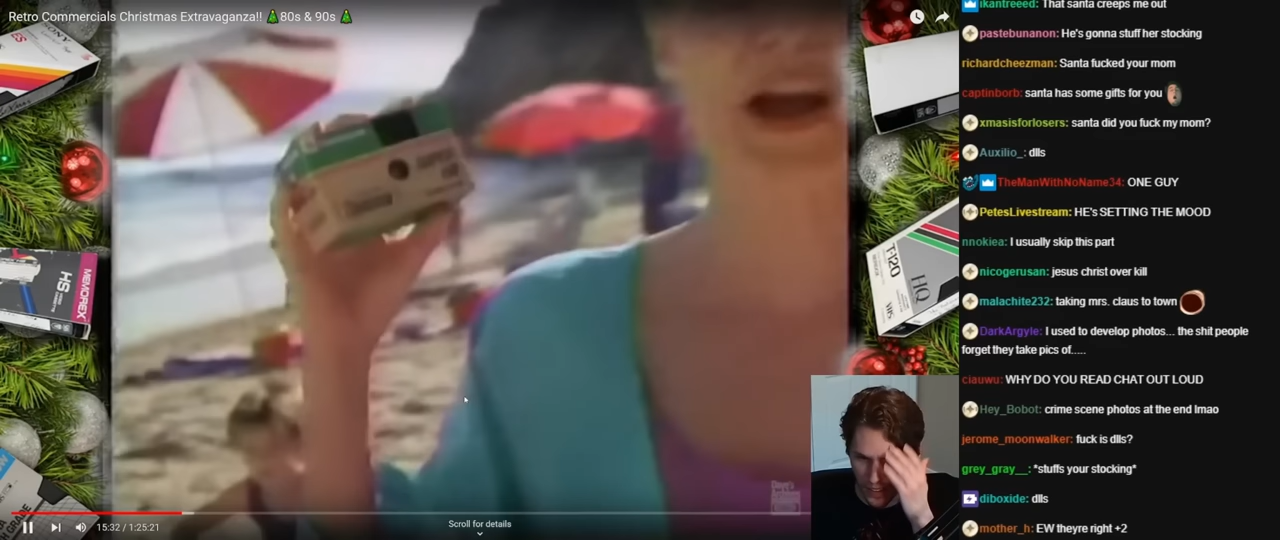 Retro Commercials Christmas Extravaganza!! 🎄80s & 90s 🎄
SONY
ES
MEMOREX
HS
T-120
HQ
VHS
15:32 / 1:25:21
Scroll for details
ikantreeed: That santa creeps me out
pastebunanon: He's gonna stuff her stocking
richardcheezman: Santa fucked your mom
captinborb: santa has some gifts for you
xmasisforlosers: santa did you fuck my mom?
Auxilio_: dlls
TheManWithNoName34: ONE GUY
PetesLivestream: HE's SETTING THE MOOD
nnokiea: I usually skip this part
nicogerusan: jesus christ over kill
malachite232: taking mrs. claus to town
DarkArgyle: I used to develop photos... the shit people
forget they take pics of.....
ciauwu: WHY DO YOU READ CHAT OUT LOUD
Hey_Bobot: crime scene photos at the end lmao
jerome_moonwalker: fuck is dlls?
grey_gray__: *stuffs your stocking*
diboxide: dlls
mother_h: EW theyre right +2